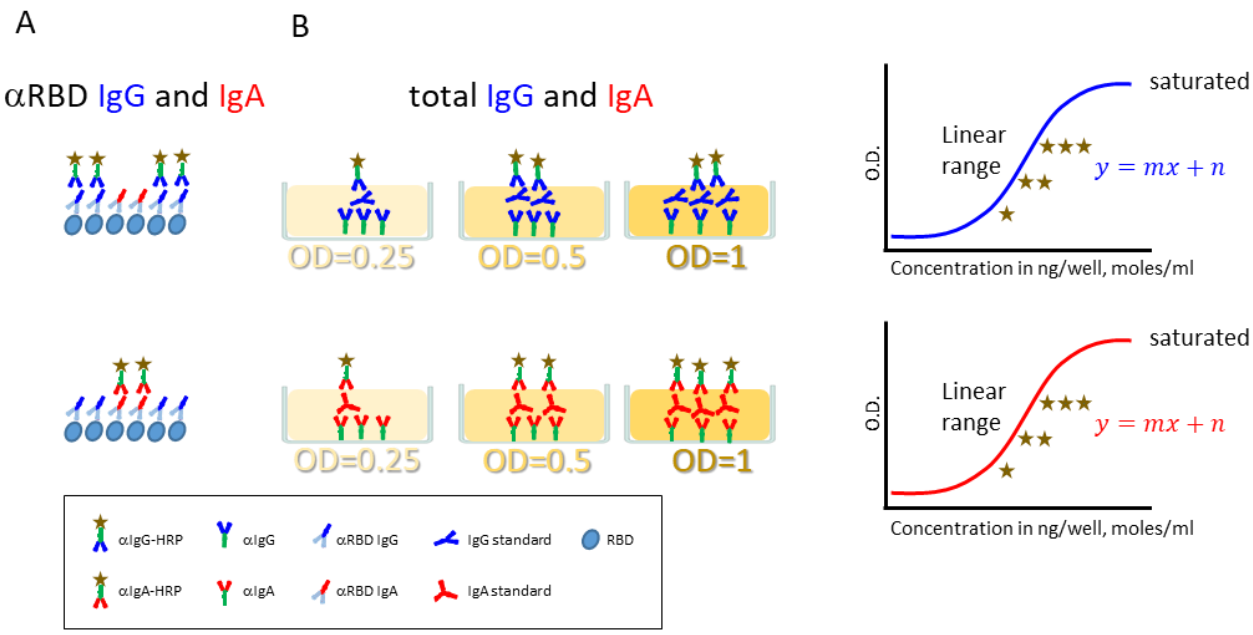 A
B
αRBD IgG and IgA
total IgG and IgA
OD=0.25
OD=0.5
OD=1
O.D.
Linear
range
saturated
y = mx + n
Concentration in ng/well, moles/ml
OD=0.25
OD=0.5
OD=1
O.D.
Linear
range
saturated
y = mx + n
Concentration in ng/well, moles/ml
αIgG-HRP
αIgG
αRBD IgG
IgG standard
RBD
αIgA-HRP
αIgA
αRBD IgA
IgA standard